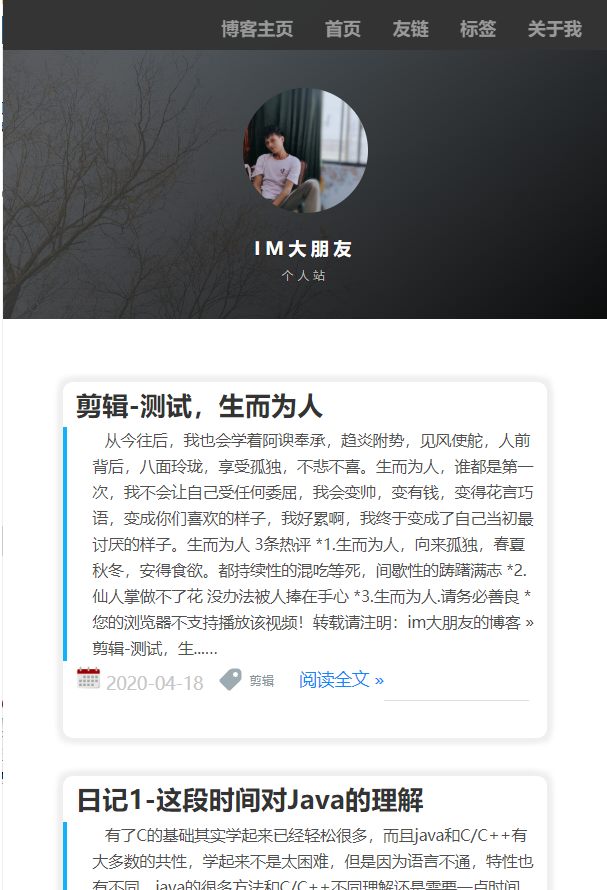 博客主页 首页 友链 标签 关于我
IM大朋友
个人站
剪辑-测试，生而为人
从今往后，我也会学着阿谀奉承，趋炎附势，见风使舵，人前
背后，八面玲珑，享受孤独，不悲不喜。生而为人，谁都是第一
次，我不会让自己受任何委屈，我会变帅，变有钱，变得花言巧
语，变成你们喜欢的样子，我好累啊，我终于变成了自己当初最
讨厌的样子。生而为人 3条热评 *1.生而为人，向来孤独，春夏
秋冬，安得食欲。都持续性的混吃等死，间歇性的踌躇满志 *2.
仙人掌做不了花 没办法被人捧在手心 *3.生而为人.请务必善良 *
您的浏览器不支持播放该视频！转载请注明：im大朋友的博客 »
剪辑-测试，生......
2020-04-18 剪辑 阅读全文 »
日记1-这段时间对Java的理解
有了C的基础其实学起来已经轻松很多，而且java和C/C++有
大多数的共性，学起来不是太困难，但是因为语言不通，特性也
有不同，java的很多方法和C/C++不同理解还是需要一点时间